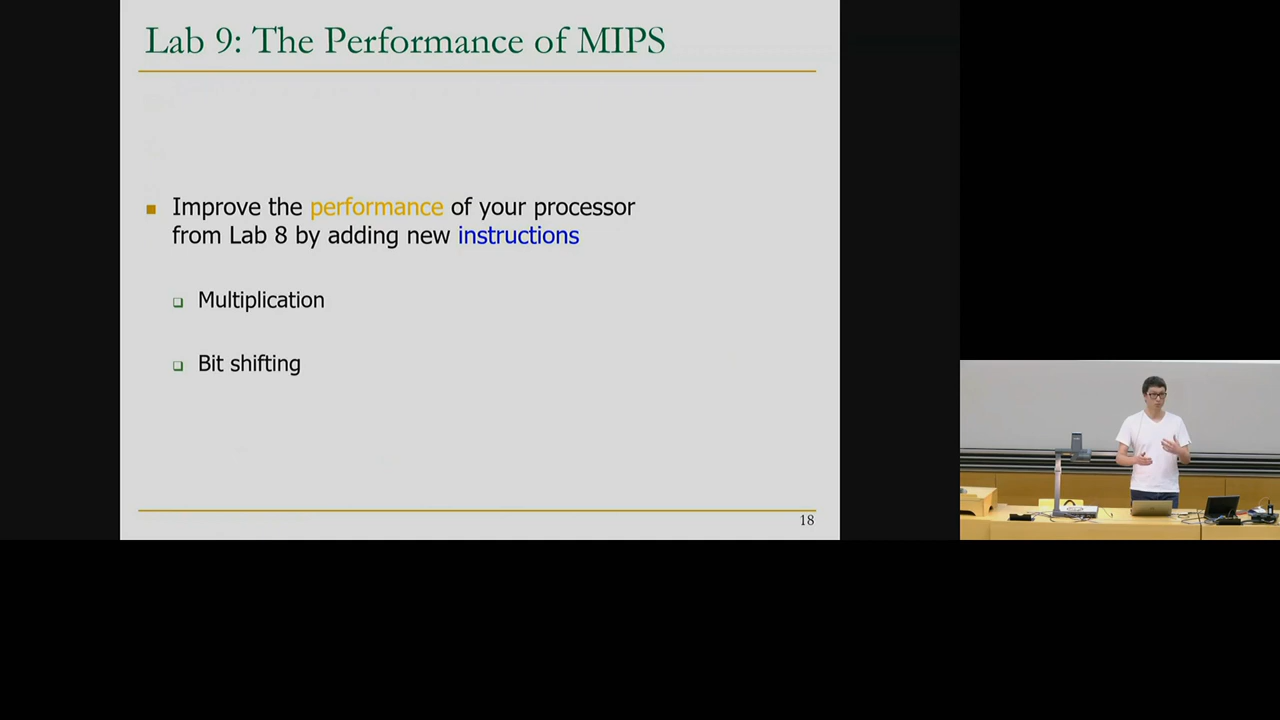 Lab 9: The Performance of MIPS
Improve the performance of your processor
from Lab 8 by adding new instructions
Multiplication
Bit shifting
18